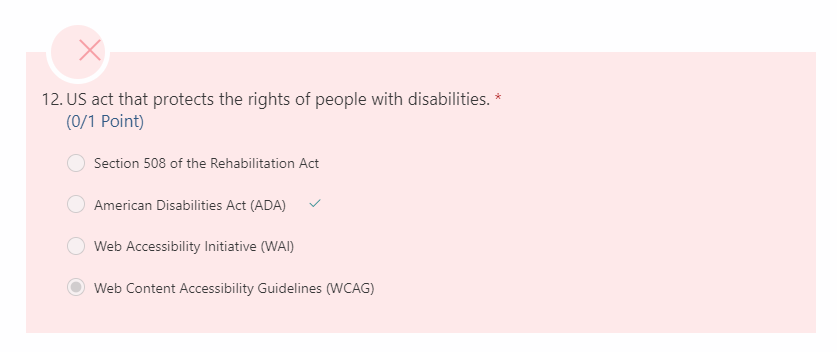 12. US act that protects the rights of people with disabilities. *
(0/1 Point)
Section 508 of the Rehabilitation Act
American Disabilities Act (ADA)
Web Accessibility Initiative (WAI)
Web Content Accessibility Guidelines (WCAG)